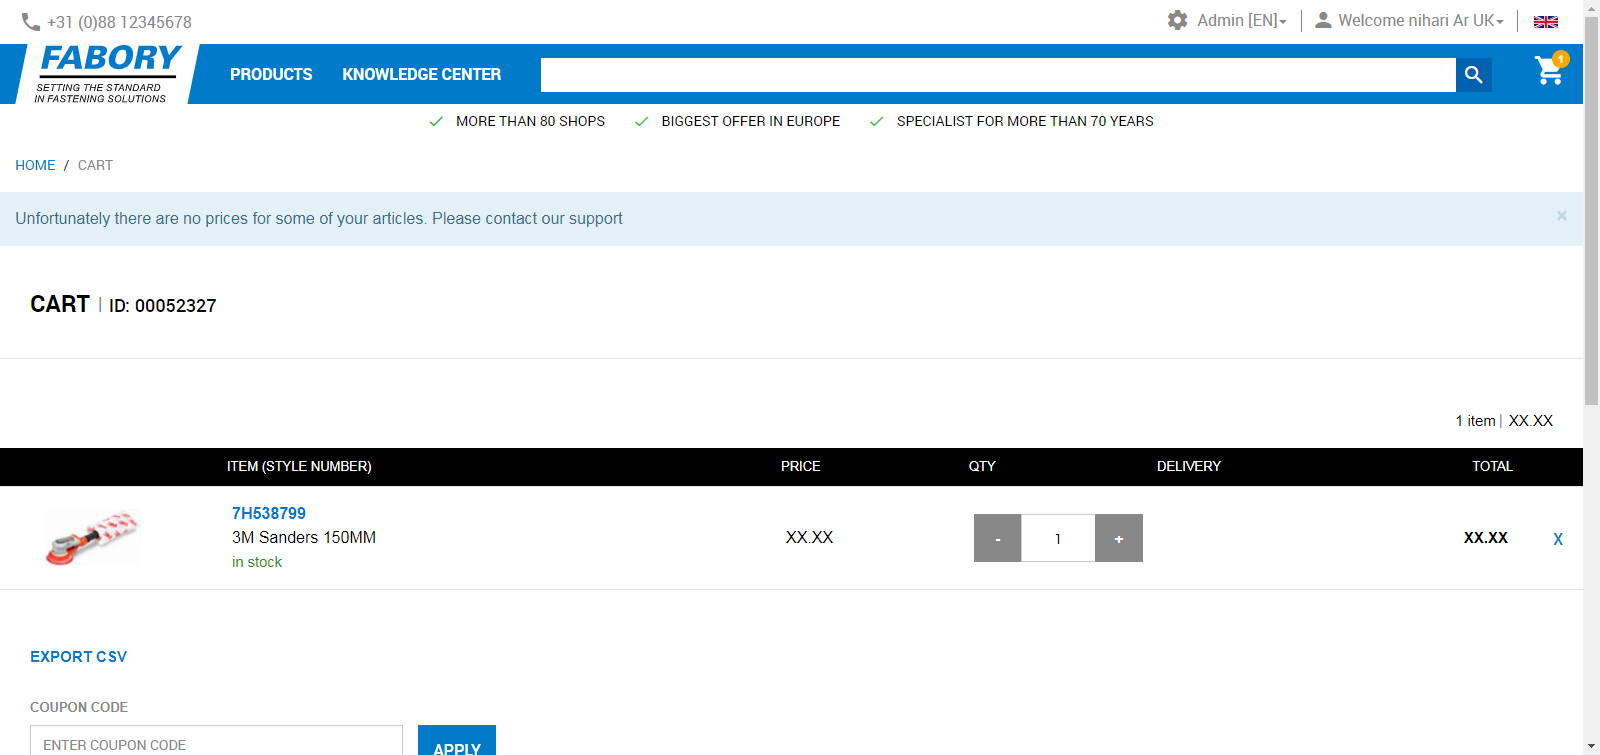 +31 (0)88 12345678
Admin [EN]
Welcome nihari Ar UK
FABORY
SETTING THE STANDARD
IN FASTENING SOLUTIONS
PRODUCTS
KNOWLEDGE CENTER
1
MORE THAN 80 SHOPS
BIGGEST OFFER IN EUROPE
SPECIALIST FOR MORE THAN 70 YEARS
HOME / CART
Unfortunately there are no prices for some of your articles. Please contact our support
×
CART | ID: 00052327
1 item | XX.XX
ITEM (STYLE NUMBER) PRICE QTY DELIVERY TOTAL
7H538799
3M Sanders 150MM
in stock
XX.XX
- 1 +
XX.XX
X
EXPORT CSV
COUPON CODE
ENTER COUPON CODE
APPLY